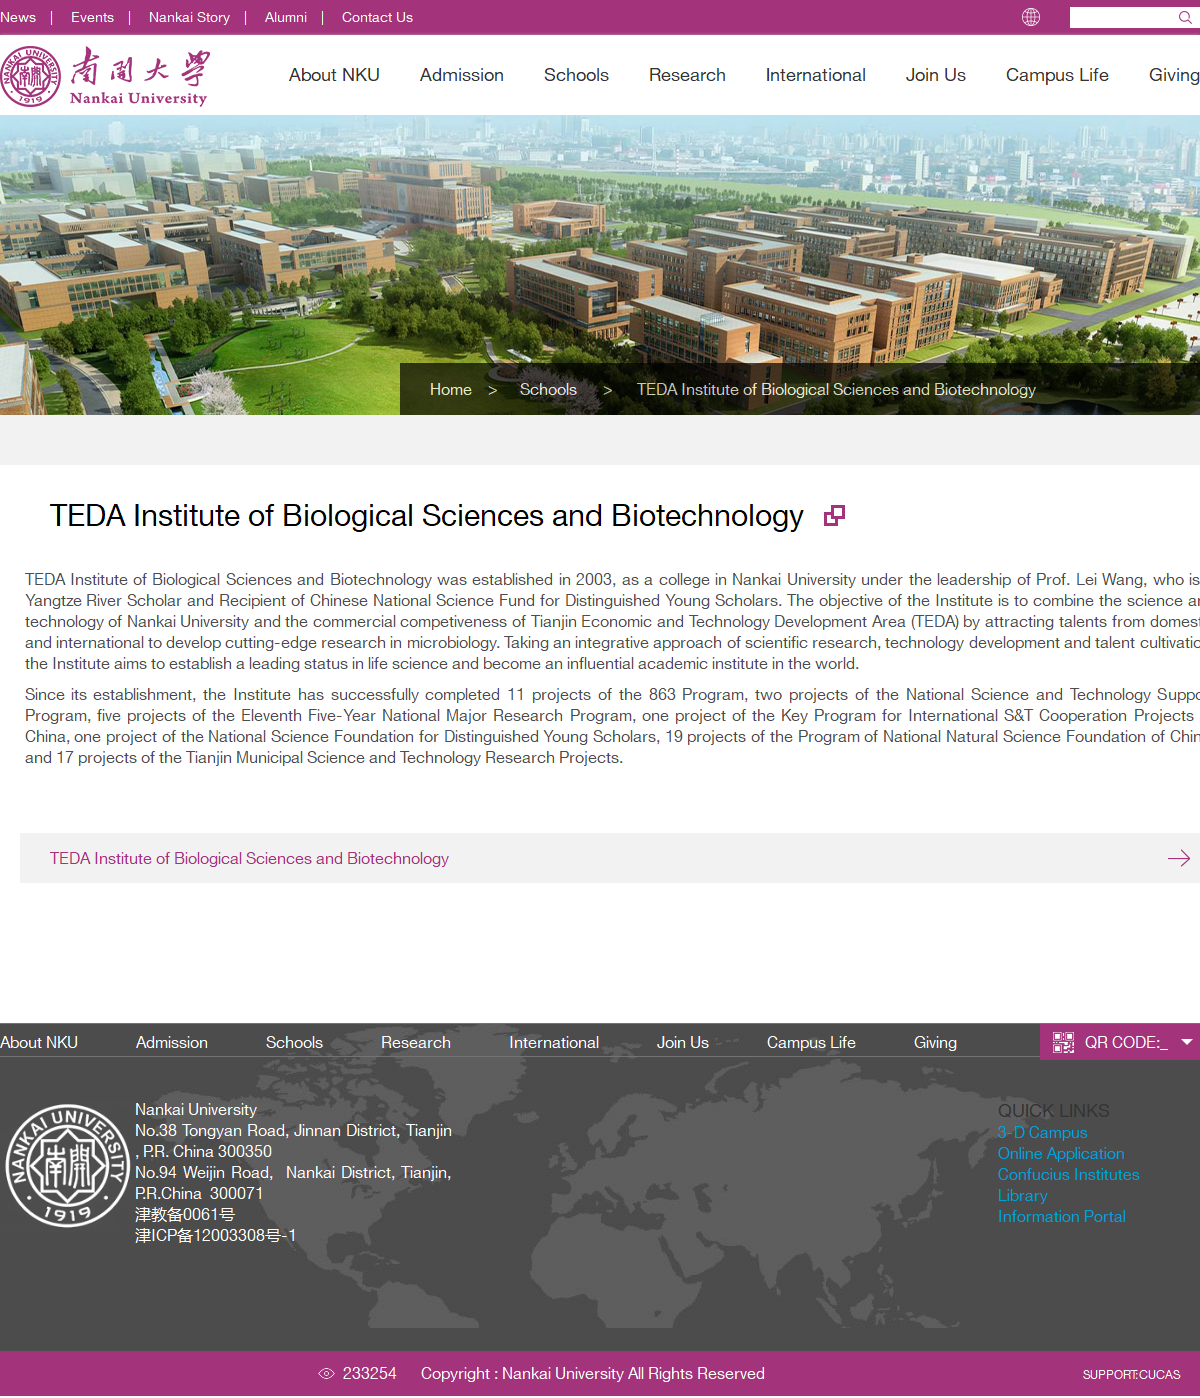 News | Events | Nankai Story | Alumni | Contact Us
NANKAI UNIVERSITY
1919
南開大學
Nankai University
About NKU Admission Schools Research International Join Us Campus Life Giving
Home > Schools > TEDA Institute of Biological Sciences and Biotechnology
TEDA Institute of Biological Sciences and Biotechnology
TEDA Institute of Biological Sciences and Biotechnology was established in 2003, as a college in Nankai University under the leadership of Prof. Lei Wang, who is
Yangtze River Scholar and Recipient of Chinese National Science Fund for Distinguished Young Scholars. The objective of the Institute is to combine the science
technology of Nankai University and the commercial competiveness of Tianjin Economic and Technology Development Area (TEDA) by attracting talents from
and international to develop cutting-edge research in microbiology. Taking an integrative approach of scientific research, technology development and talent
the Institute aims to establish a leading status in life science and become an influential academic institute in the world.
Since its establishment, the Institute has successfully completed 11 projects of the 863 Program, two projects of the National Science and Technology
Program, five projects of the Eleventh Five-Year National Major Research Program, one project of the Key Program for International S&T Cooperation Projects
China, one project of the National Science Foundation for Distinguished Young Scholars, 19 projects of the Program of National Natural Science Foundation of
and 17 projects of the Tianjin Municipal Science and Technology Research Projects.
TEDA Institute of Biological Sciences and Biotechnology
About NKU Admission Schools Research International Join Us Campus Life Giving QR CODE:_
NANKAI UNIVERSITY
南開
1919
Nankai University
No.38 Tongyan Road, Jinnan District, Tianjin
, P.R. China 300350
No.94 Weijin Road, Nankai District, Tianjin,
P.R.China 300071
津教备0061号
津ICP备12003308号-1
QUICK LINKS
3-D Campus
Online Application
Confucius Institutes
Library
Information Portal
233254 Copyright : Nankai University All Rights Reserved SUPPORT:CUCAS